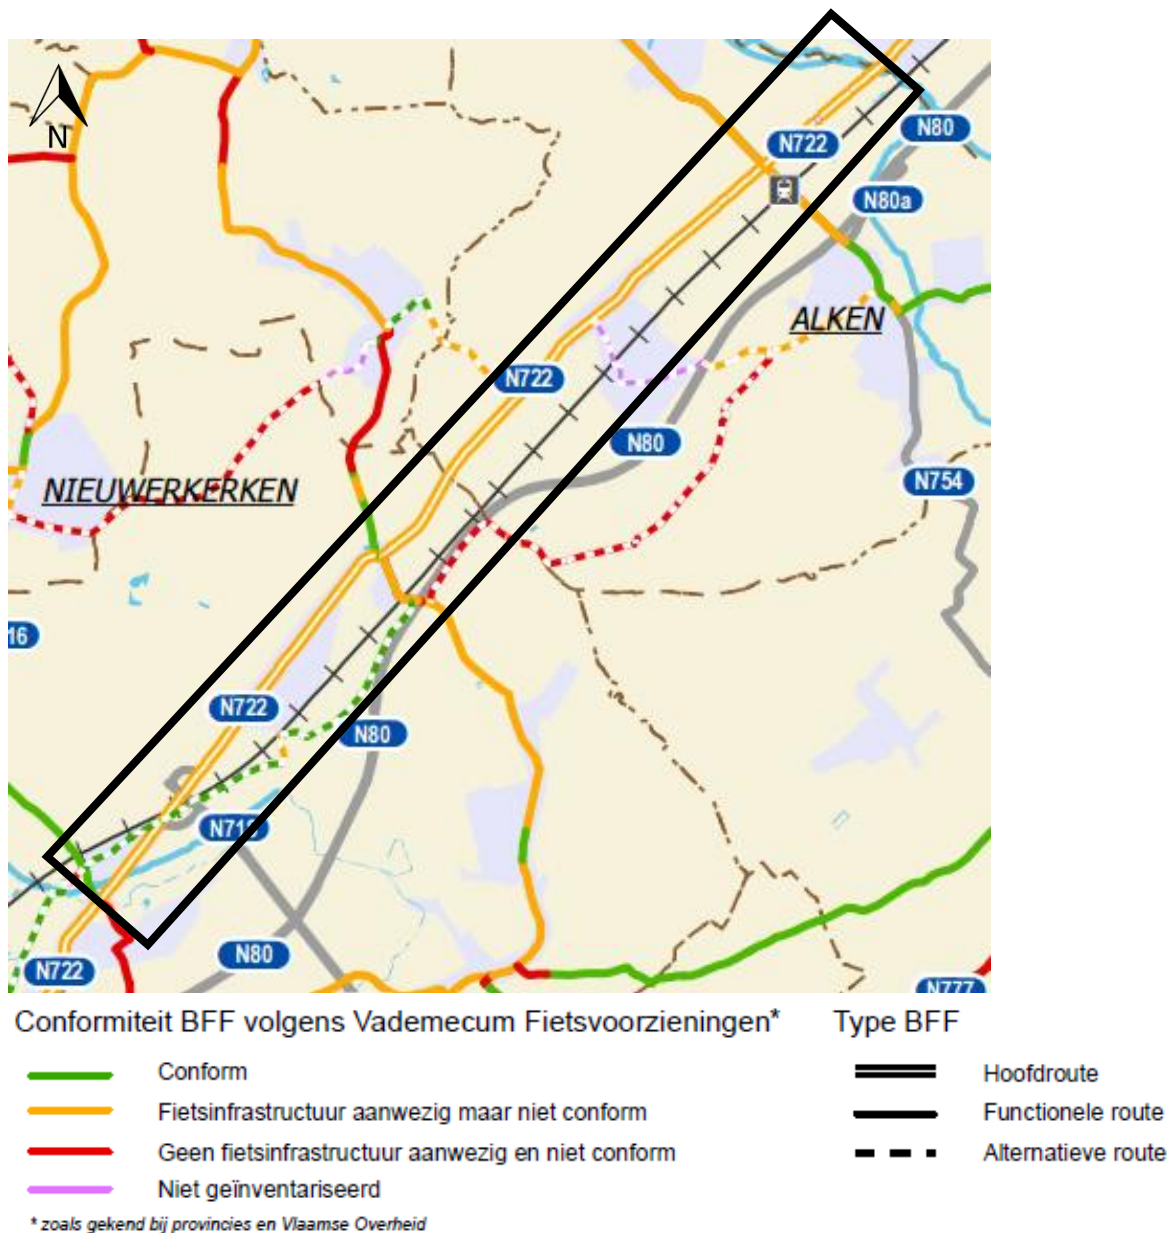 N
N722
N80
N80a
ALKEN
N722
N80
NIEUWERKERKEN
N754
16
N722
N80
N80
N722
Conformiteit BFF volgens Vademecum Fietsvoorzieningen*
Type BFF
Conform
Hoofdroute
Fietsinfrastructuur aanwezig maar niet conform
Functionele route
Geen fietsinfrastructuur aanwezig en niet conform
Alternatieve route
Niet geïnventariseerd
* zoals gekend bij provincies en Vlaamse Overheid